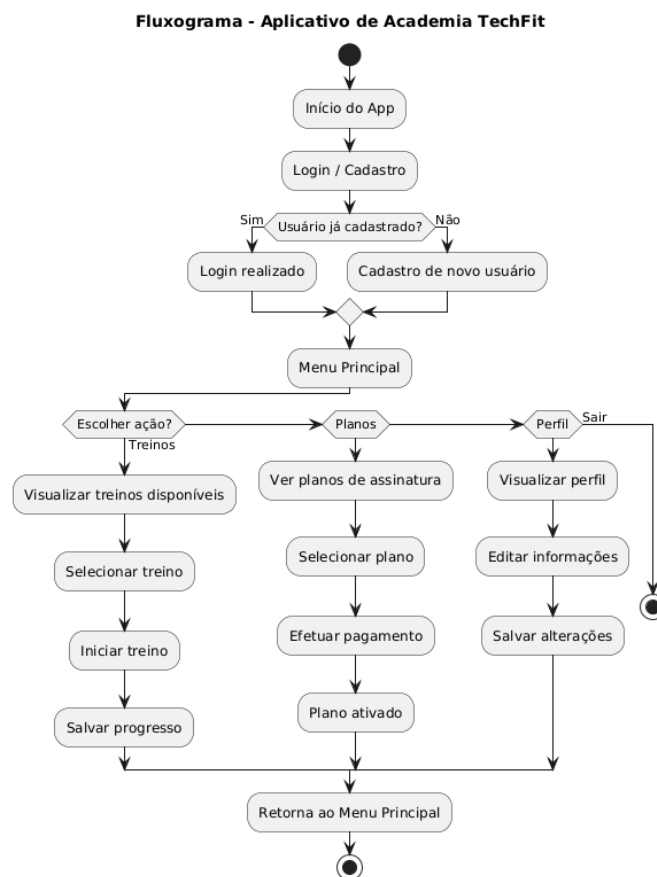 Fluxograma - Aplicativo de Academia TechFit
Início do App
Login / Cadastro
Usuário já cadastrado?
Sim
Não
Login realizado
Cadastro de novo usuário
Menu Principal
Escolher ação?
Treinos
Planos
Perfil
Sair
Visualizar treinos disponíveis
Selecionar treino
Iniciar treino
Salvar progresso
Ver planos de assinatura
Selecionar plano
Efetuar pagamento
Plano ativado
Visualizar perfil
Editar informações
Salvar alterações
Retorna ao Menu Principal